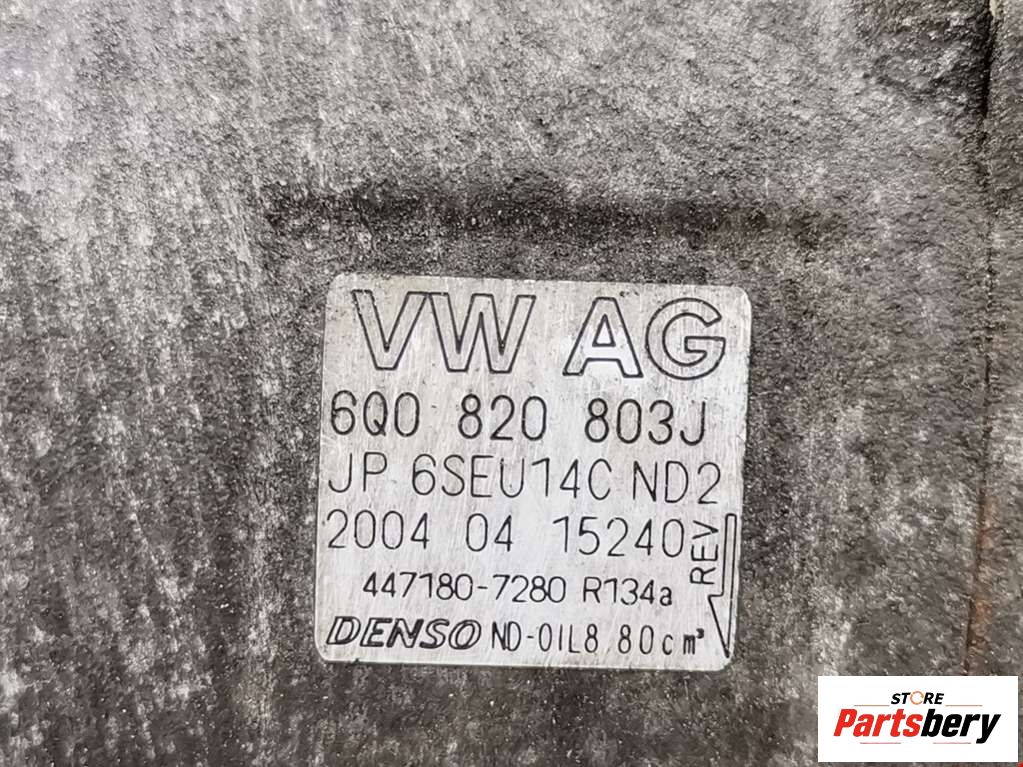 VW AG
6Q0 820 803J
JP 6SEU14C ND2
2004 04 15240
REV
447180-7280 R134a
DENSO ND-OIL8 80cm³
STORE
Partsbery